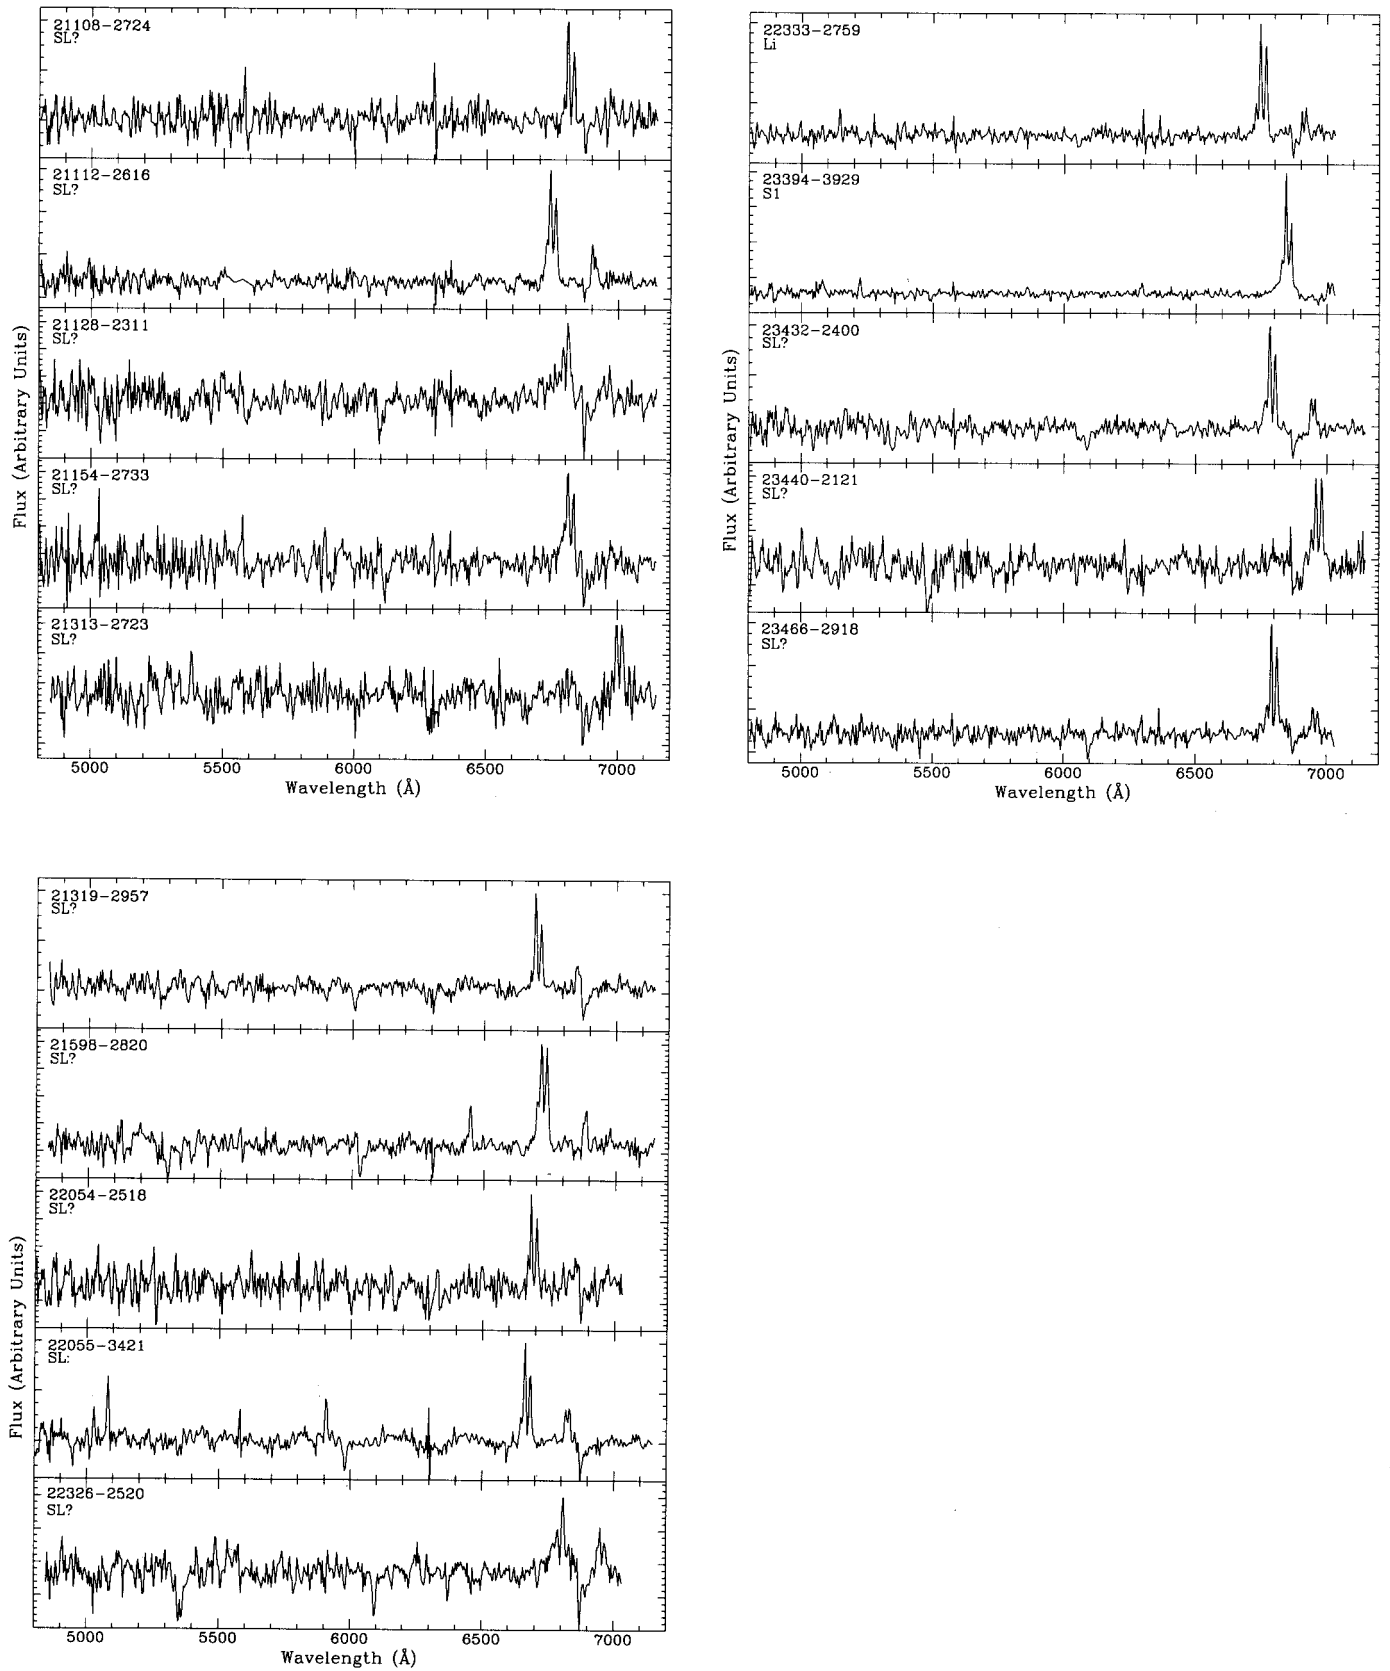 21108-2724
SL?
21112-2616
SL?
21128-2311
SL?
21154-2733
SL?
21313-2723
SL?
5000 5500 6000 6500 7000
Wavelength (Å)
Flux (Arbitrary Units)
22333-2759
Li
23394-3929
S1
23432-2400
SL?
23440-2121
SL?
23466-2918
SL?
5000 5500 6000 6500 7000
Wavelength (Å)
Flux (Arbitrary Units)
21319-2957
SL?
21598-2820
SL?
22054-2518
SL?
22055-3421
SL:
22326-2520
SL?
5000 5500 6000 6500 7000
Wavelength (Å)
Flux (Arbitrary Units)